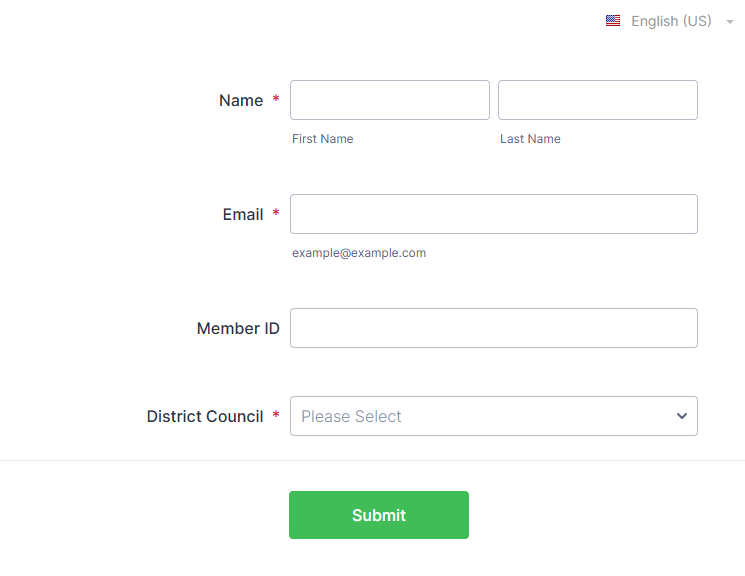 English (US)
Name *
First Name Last Name
Email *
example@example.com
Member ID
District Council * Please Select
Submit